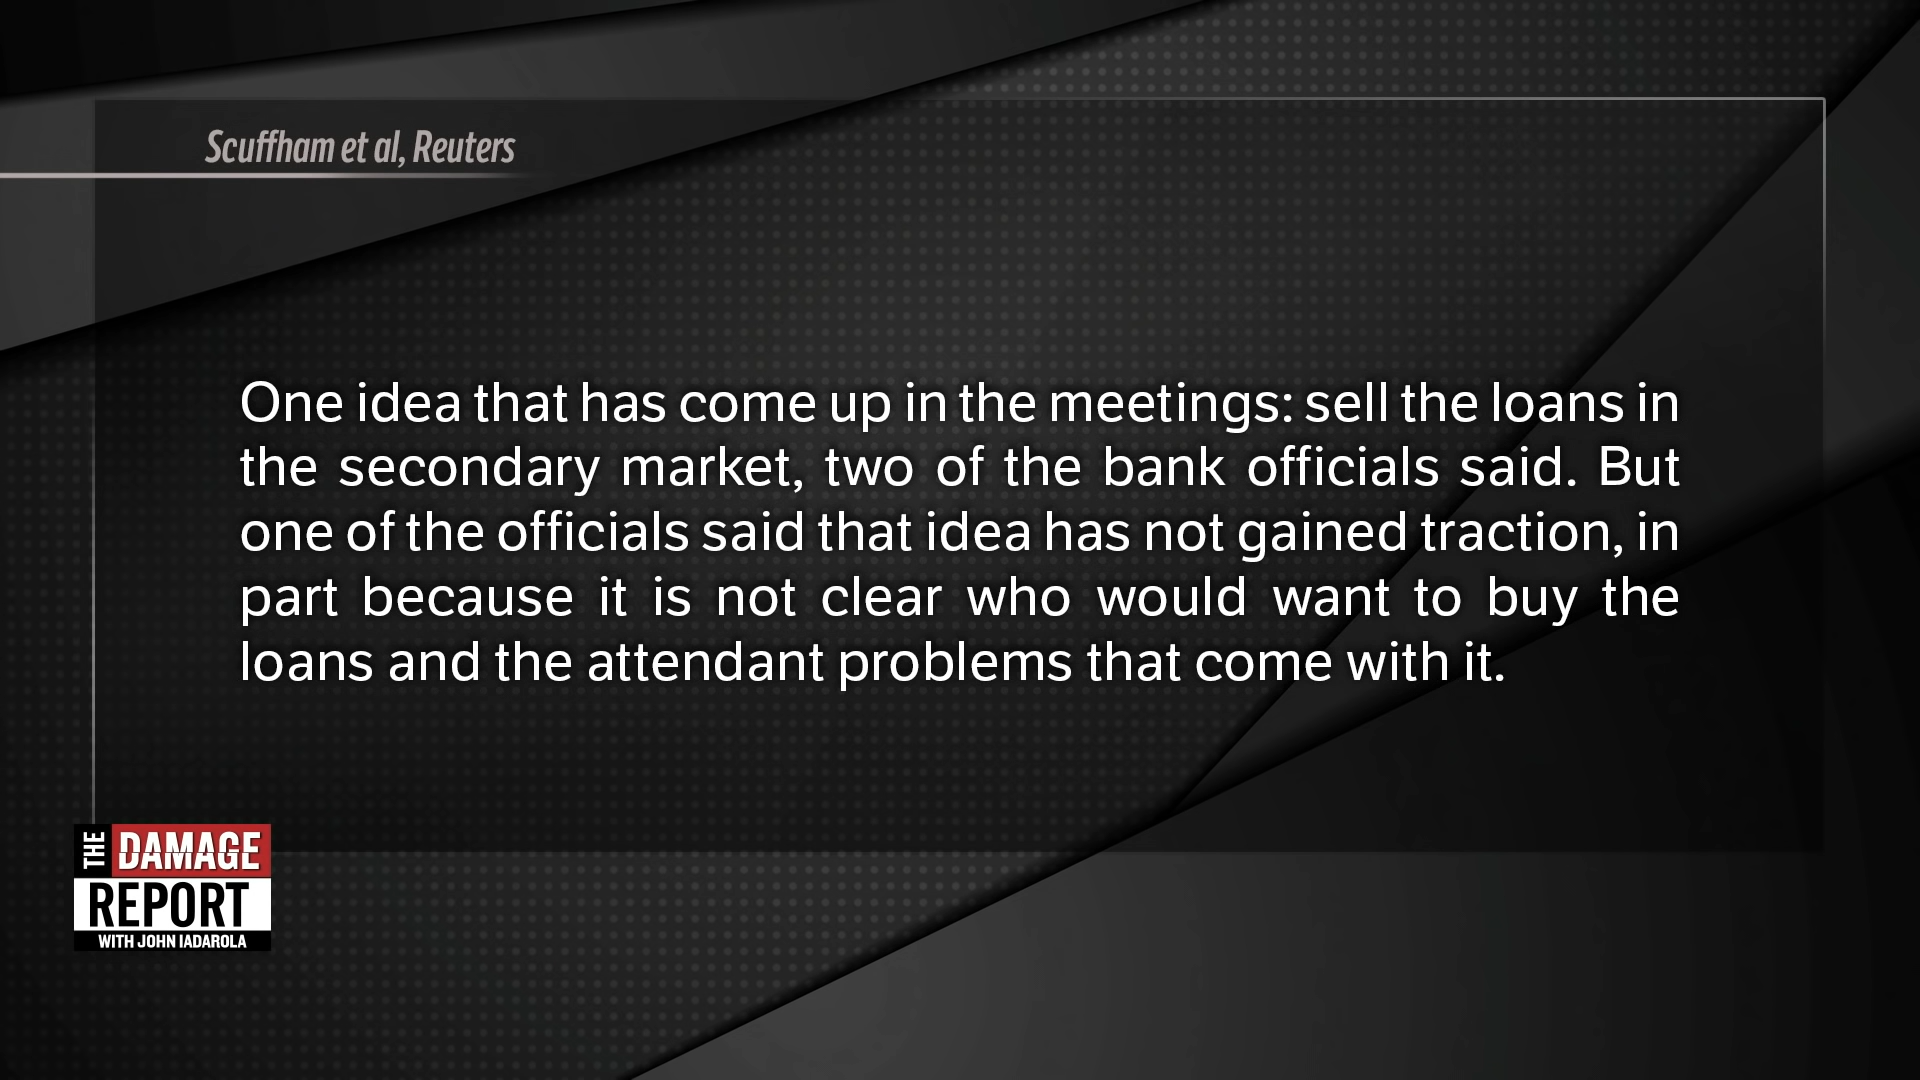 Scuffham et al, Reuters
One idea that has come up in the meetings: sell the loans in
the secondary market, two of the bank officials said. But
one of the officials said that idea has not gained traction, in
part because it is not clear who would want to buy the
loans and the attendant problems that come with it.
THE DAMAGE
REPORT
WITH JOHN IADAROLA